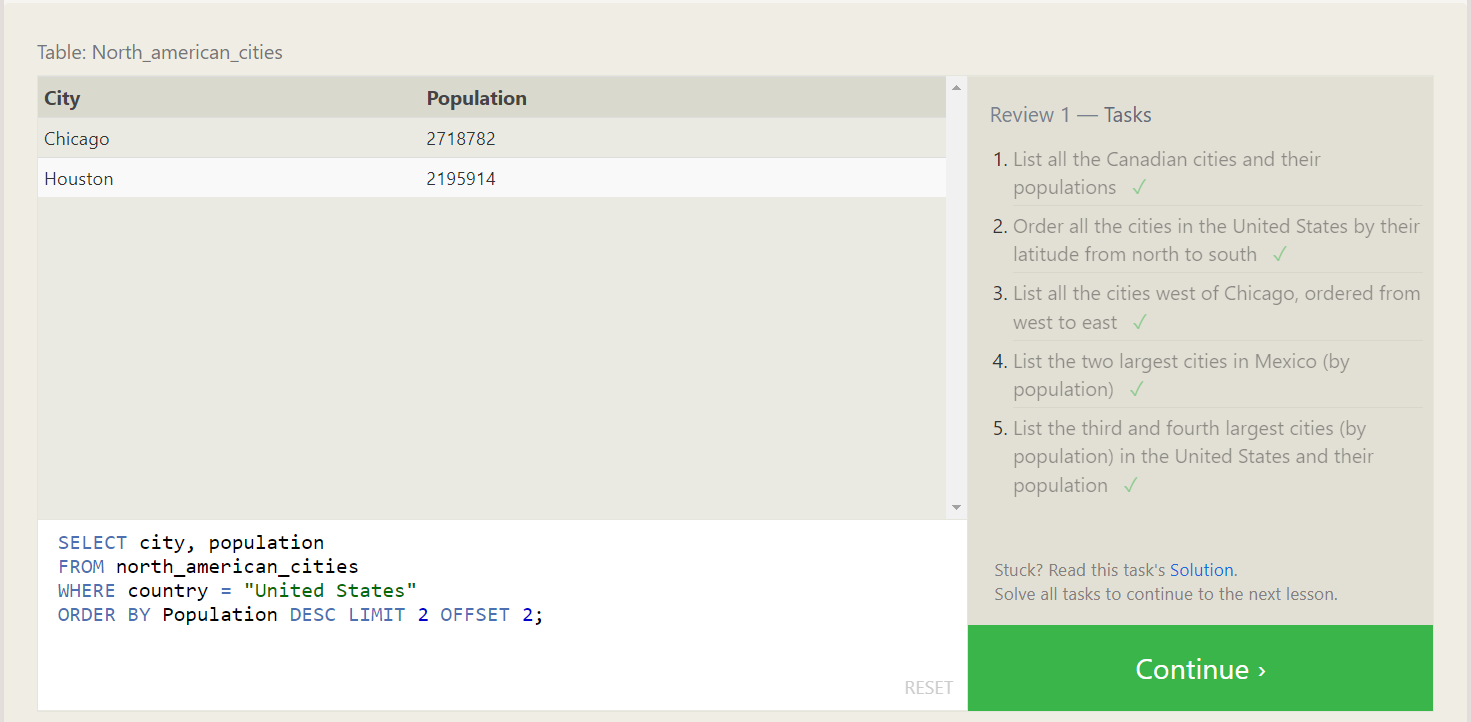 Table: North_american_cities
City Population
Chicago 2718782
Houston 2195914
SELECT city, population
FROM north_american_cities
WHERE country = "United States"
ORDER BY Population DESC LIMIT 2 OFFSET 2;
RESET
Review 1 — Tasks
1. List all the Canadian cities and their
populations ✓
2. Order all the cities in the United States by their
latitude from north to south ✓
3. List all the cities west of Chicago, ordered from
west to east ✓
4. List the two largest cities in Mexico (by
population) ✓
5. List the third and fourth largest cities (by
population) in the United States and their
population ✓
Stuck? Read this task's Solution.
Solve all tasks to continue to the next lesson.
Continue ›